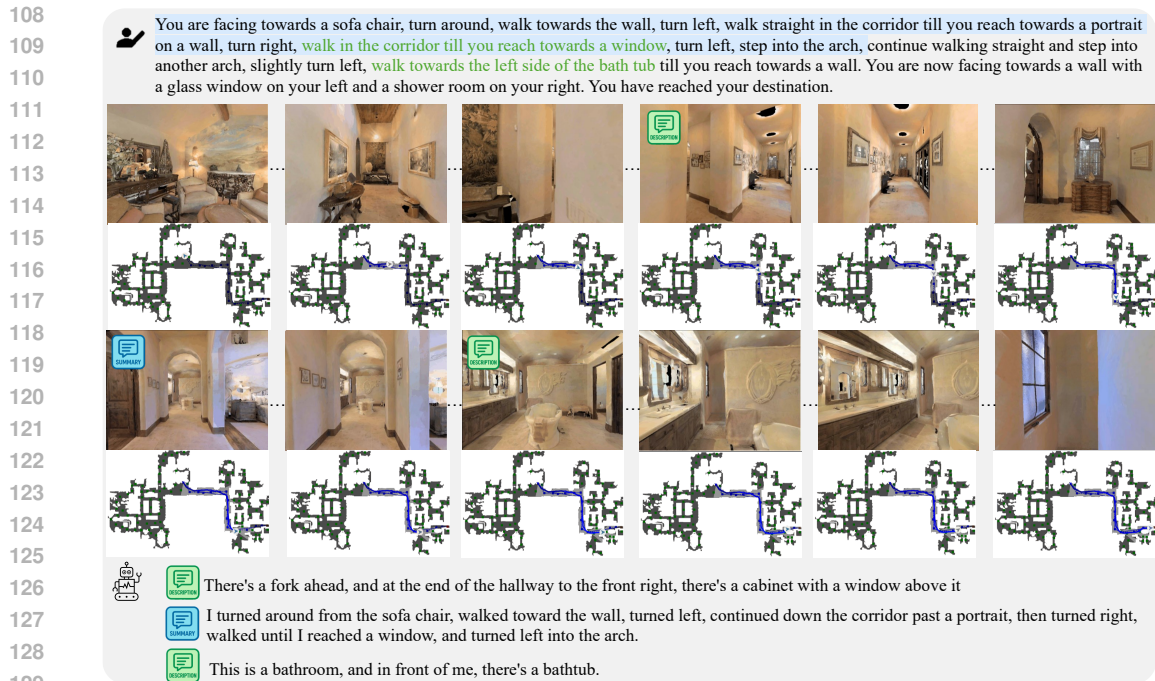 108
You are facing towards a sofa chair, turn around, walk towards the wall, turn left, walk straight in the corridor till you reach towards a portrait
109
on a wall, turn right, walk in the corridor till you reach towards a window, turn left, step into the arch, continue walking straight and step into
110
another arch, slightly turn left, walk towards the left side of the bath tub till you reach towards a wall. You are now facing towards a wall with
a glass window on your left and a shower room on your right. You have reached your destination.
111
112
DESCRIPTION
113
... ... ... ... ...
114
115
116
117
118
119
SUMMARY
DESCRIPTION
120
... ... ... ... ...
121
122
123
124
125
126
DESCRIPTION
There's a fork ahead, and at the end of the hallway to the front right, there's a cabinet with a window above it
127
SUMMARY
I turned around from the sofa chair, walked toward the wall, turned left, continued down the corridor past a portrait, then turned right,
walked until I reached a window, and turned left into the arch.
128
DESCRIPTION
This is a bathroom, and in front of me, there's a bathtub.